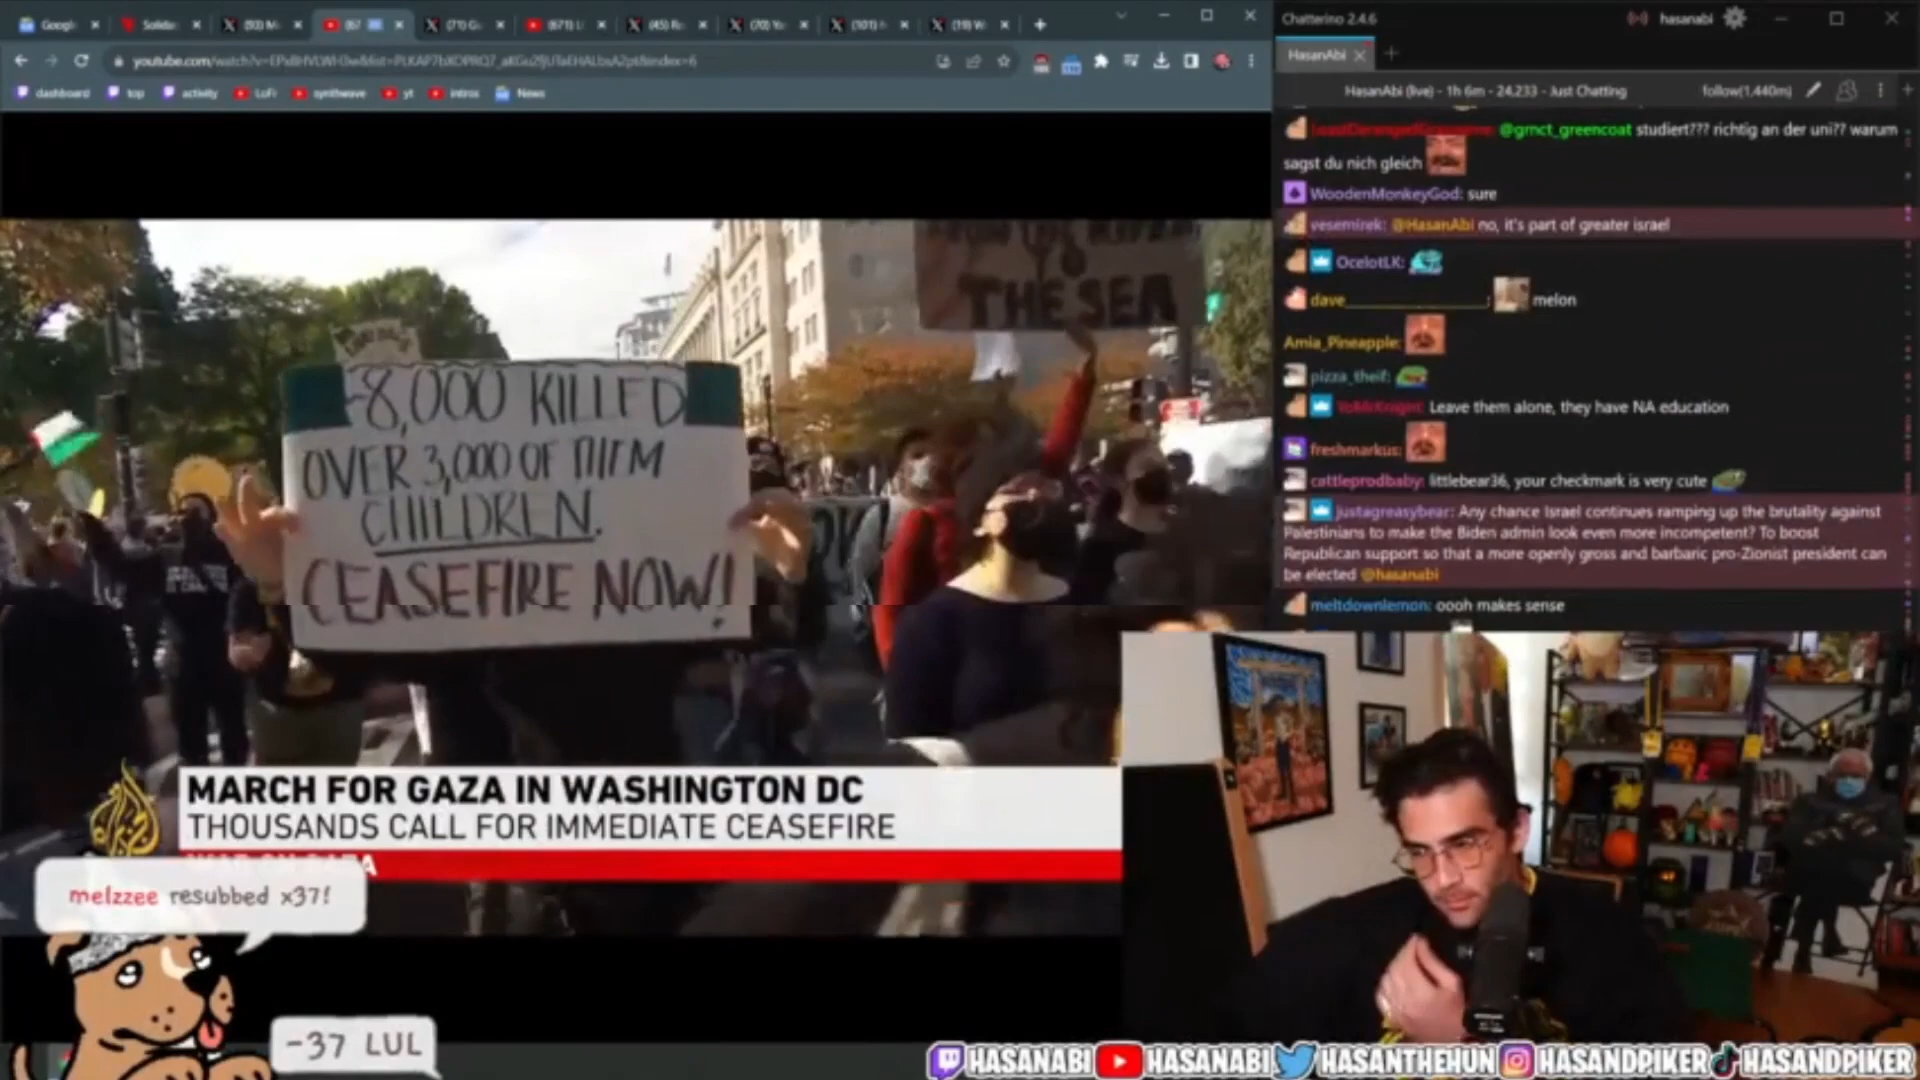 Chatterino 2.4.6
hasanabi
HasanAbi
dashboard top activity LoFi synthwave yt intros News
HasanAbi (live) - 1h 6m - 24,233 - Just Chatting
follow(1,440m)
@grnct_greencoat studiert??? richtig an der uni?? warum
sagst du nich gleich
WoodenMonkeyGod: sure
vesemirek: @HasanAbi no, it's part of greater israel
OcelotLK:
dave_ : melon
Amia_Pineapple:
pizza_theif:
YoMrKnight: Leave them alone, they have NA education
freshmarkus:
cattleprodbaby: littlebear36, your checkmark is very cute
justagreasybear: Any chance Israel continues ramping up the brutality against
Palestinians to make the Biden admin look even more incompetent? To boost
Republican support so that a more openly gross and barbaric pro-Zionist president can
be elected @hasanabi
meltdownlemon: oooh makes sense
THE SEA
8,000 KILLED
OVER 3,000 OF THEM
CHILDREN.
CEASEFIRE NOW!
MARCH FOR GAZA IN WASHINGTON DC
THOUSANDS CALL FOR IMMEDIATE CEASEFIRE
melzzee resubbed x37!
-37 LUL
HASANABI HASANABI HASANTHEHUN HASANDPIKER HASANDPIKER